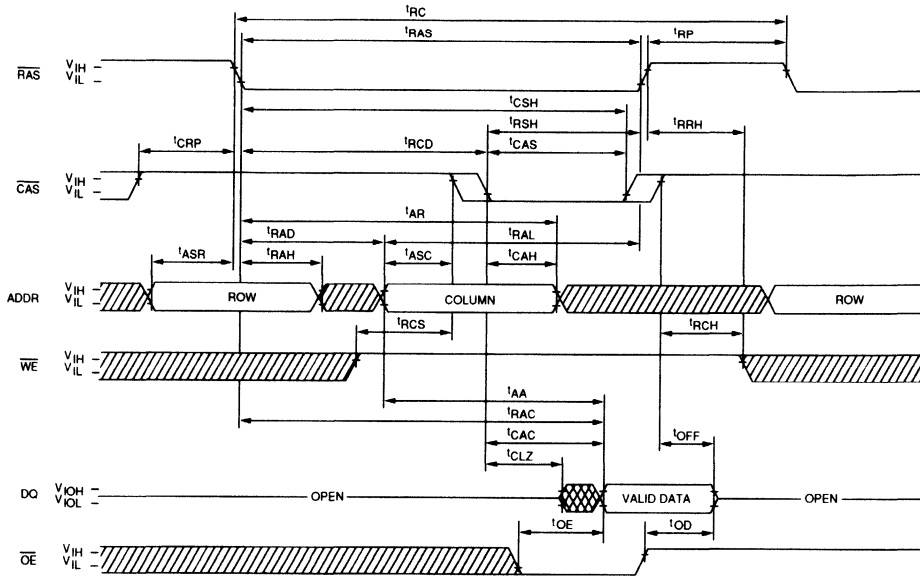 tRC
tRAS tRP
RAS VIH VIL
tCSH
tRSH tRRH
tCRP tRCD tCAS
CAS VIH VIL
tAR
tRAD tRAL
tASR tRAH tASC tCAH
ADDR VIH VIL ROW COLUMN ROW
tRCS tRCH
WE VIH VIL
tAA
tRAC
tCAC tOFF
tCLZ
DQ VIOH VIOL OPEN VALID DATA OPEN
tOE tOD
OE VIH VIL